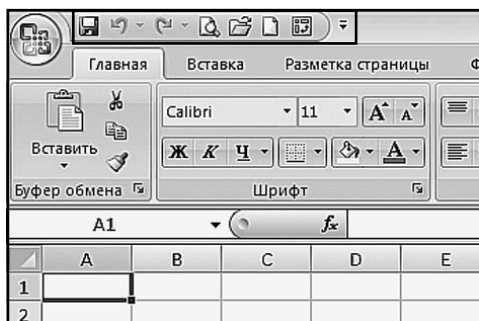 Главная Вставка Разметка страницы Ф
Calibri 11 A A
Вставить Ж К Ч A
Буфер обмена Шрифт
A1 fx
A B C D E
1
2